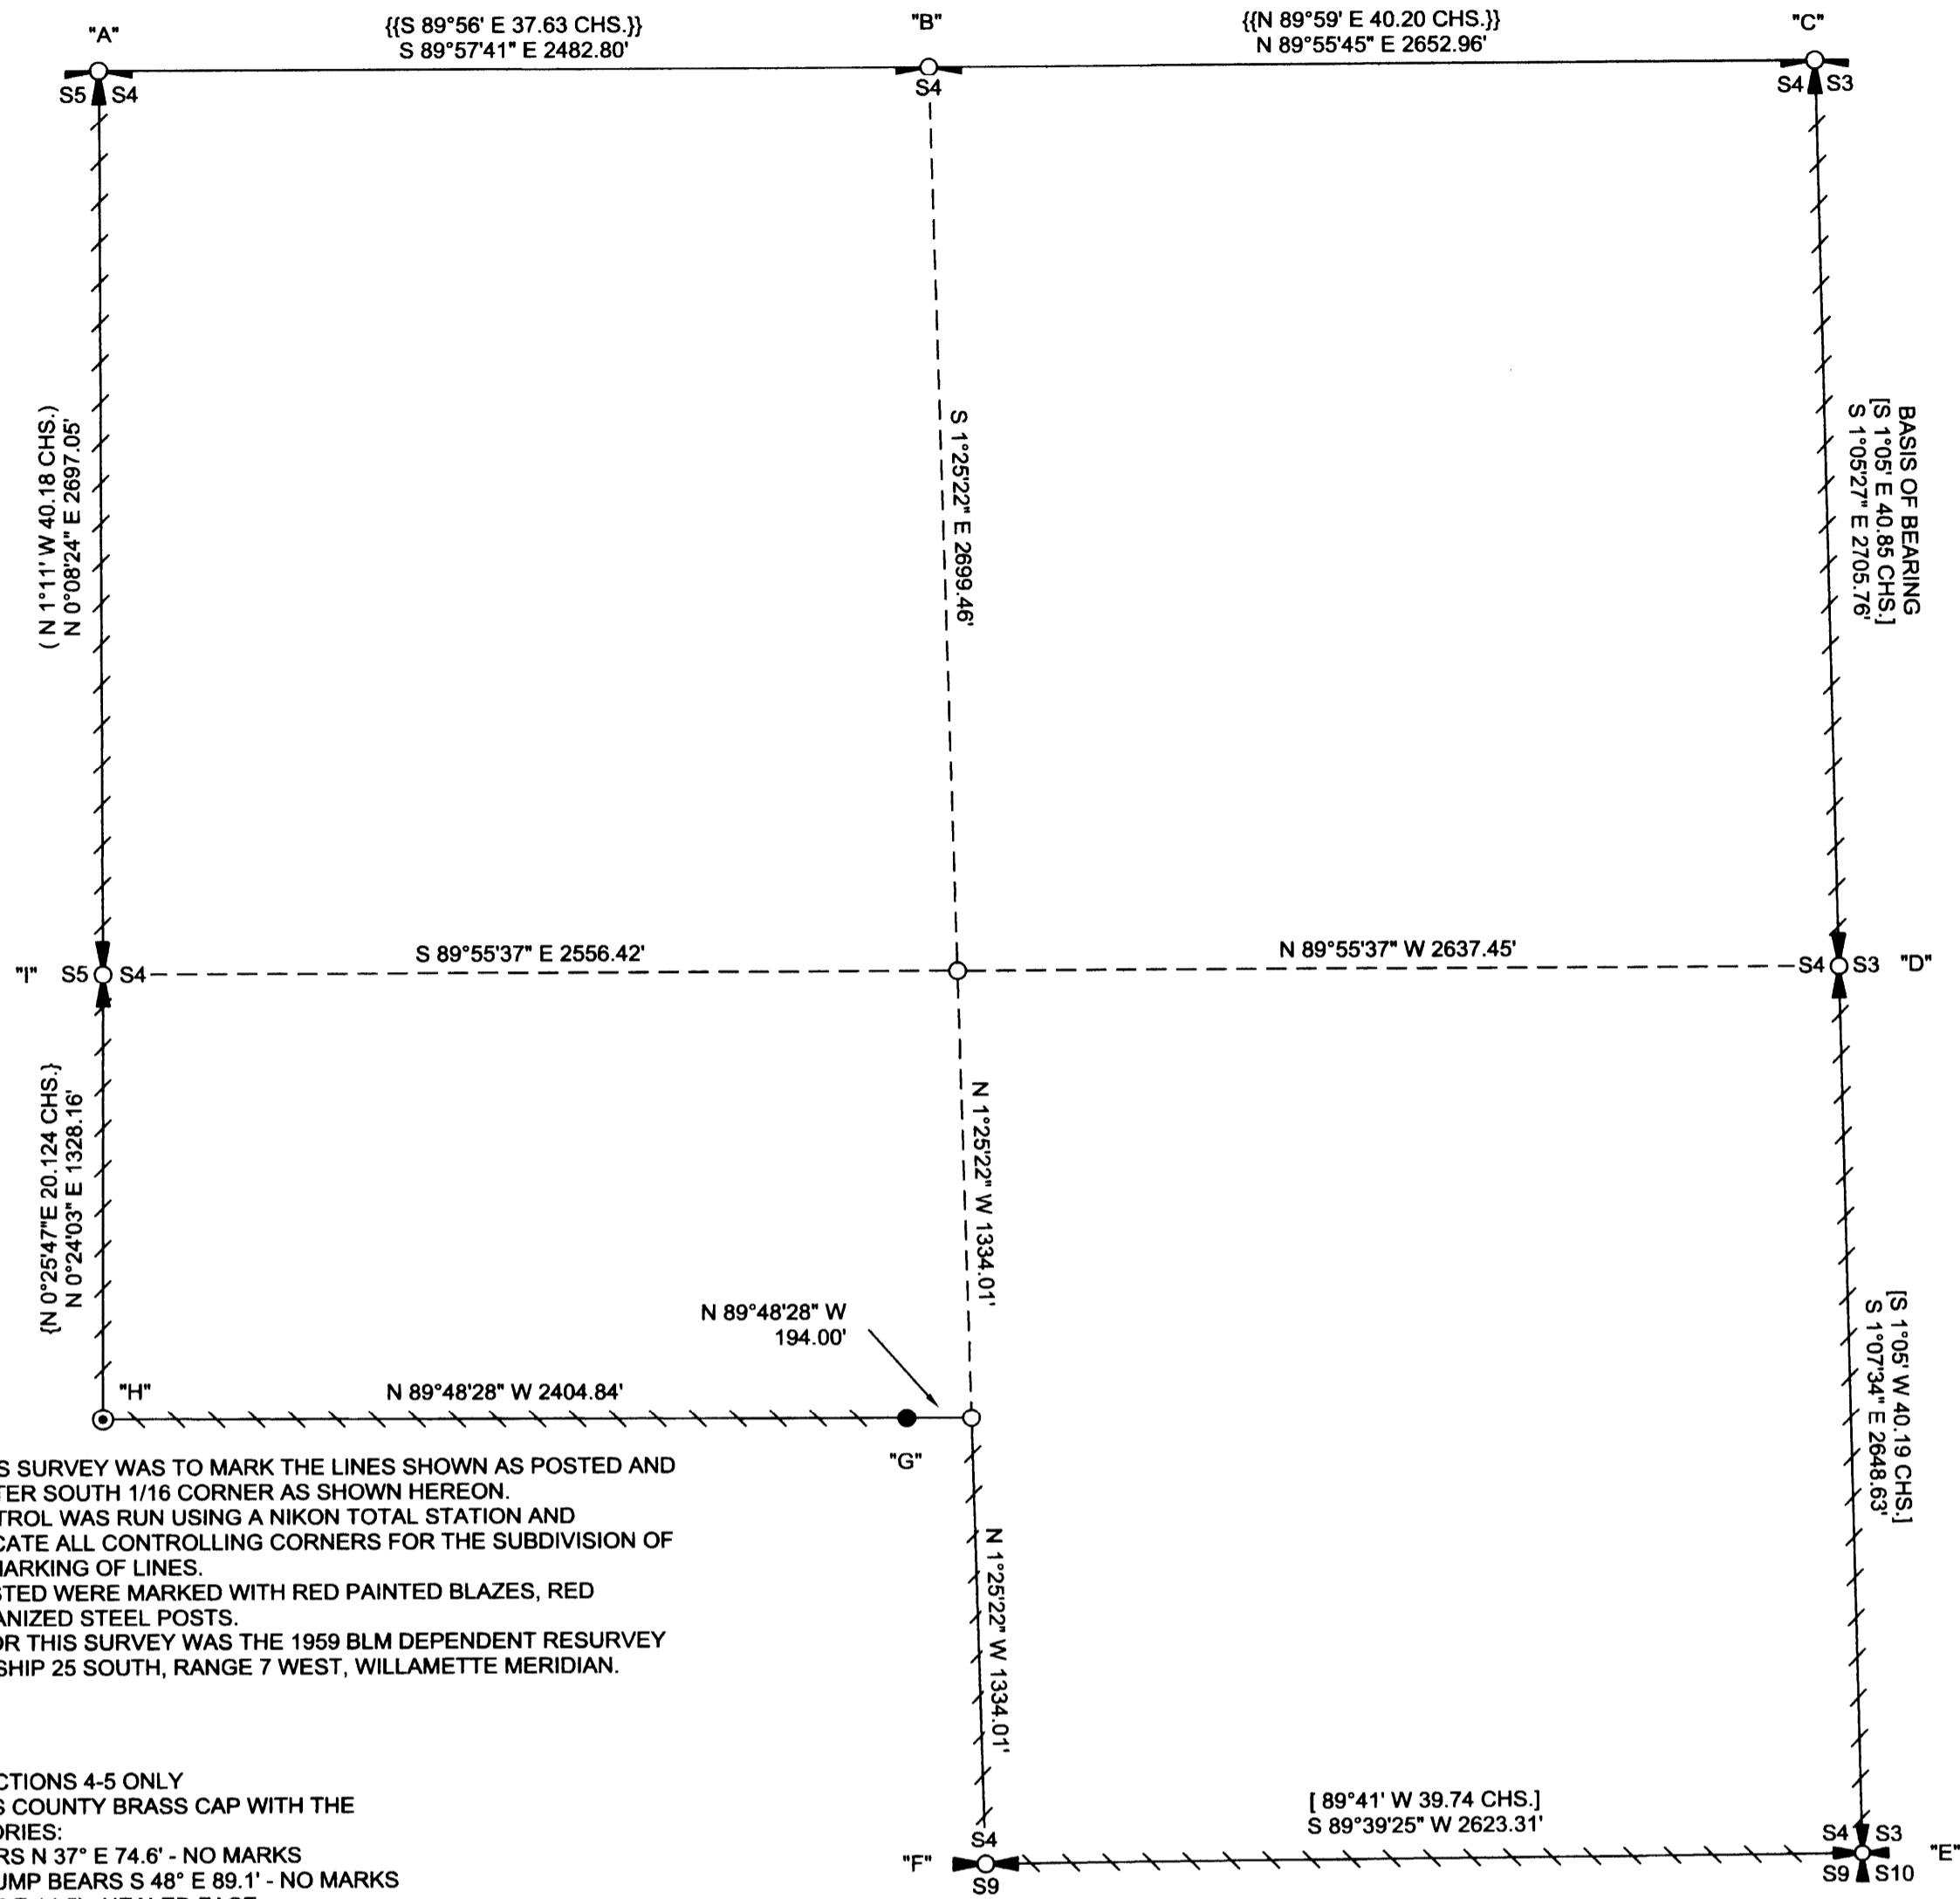 "A"
{{S 89°56' E 37.63 CHS.}}
S 89°57'41" E 2482.80'
"B"
{{N 89°59' E 40.20 CHS.}}
N 89°55'45" E 2652.96'
"C"
S5 S4
S4
S4 S3
( N 1°11' W 40.18 CHS.)
N 0°08'24" E 2697.05'
S 1°25'22" E 2699.46'
BASIS OF BEARING
[S 1°05' E 40.85 CHS.]
S 1°05'27" E 2705.76'
"I" S5 S4
S 89°55'37" E 2556.42'
N 89°55'37" W 2637.45'
S4 S3 "D"
{N 0°25'47"E 20.124 CHS.}
N 0°24'03" E 1328.16'
N 1°25'22" W 1334.01'
N 89°48'28" W
194.00'
[S 1°05' W 40.19 CHS.]
S 1°07'34" E 2648.63'
"H"
N 89°48'28" W 2404.84'
"G"
S SURVEY WAS TO MARK THE LINES SHOWN AS POSTED AND
TER SOUTH 1/16 CORNER AS SHOWN HEREON.
TROL WAS RUN USING A NIKON TOTAL STATION AND
CATE ALL CONTROLLING CORNERS FOR THE SUBDIVISION OF
MARKING OF LINES.
STED WERE MARKED WITH RED PAINTED BLAZES, RED
ANIZED STEEL POSTS.
OR THIS SURVEY WAS THE 1959 BLM DEPENDENT RESURVEY
SHIP 25 SOUTH, RANGE 7 WEST, WILLAMETTE MERIDIAN.
N 1°25'22" W 1334.01'
CTIONS 4-5 ONLY
S COUNTY BRASS CAP WITH THE
ORIES:
RS N 37° E 74.6' - NO MARKS
UMP BEARS S 48° E 89.1' - NO MARKS
[ 89°41' W 39.74 CHS.]
S 89°39'25" W 2623.31'
S4
"F"
S9
S4 S3
"E"
S9 S10